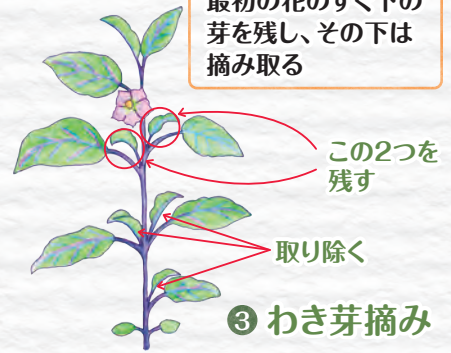 最初の花のすぐ下の
芽を残し、その下は
摘み取る
この2つを
残す
取り除く
❸ わき芽摘み